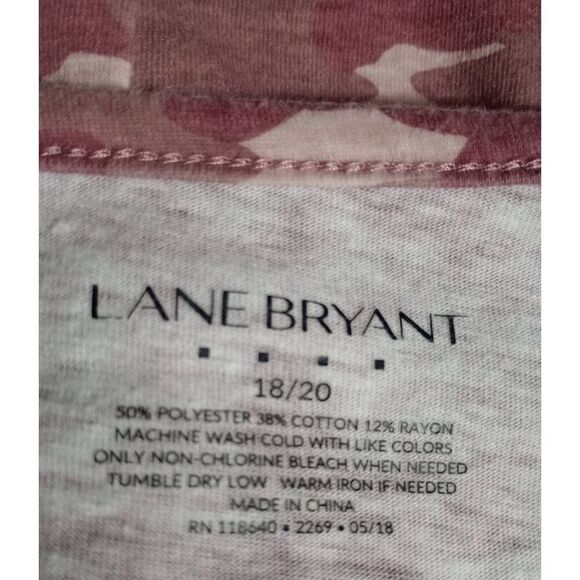 LANE BRYANT
18/20
50% POLYESTER 38% COTTON 12% RAYON
MACHINE WASH COLD WITH LIKE COLORS
ONLY NON-CHLORINE BLEACH WHEN NEEDED
TUMBLE DRY LOW WARM IRON IF NEEDED
MADE IN CHINA
RN 118640 • 2269 • 05/18